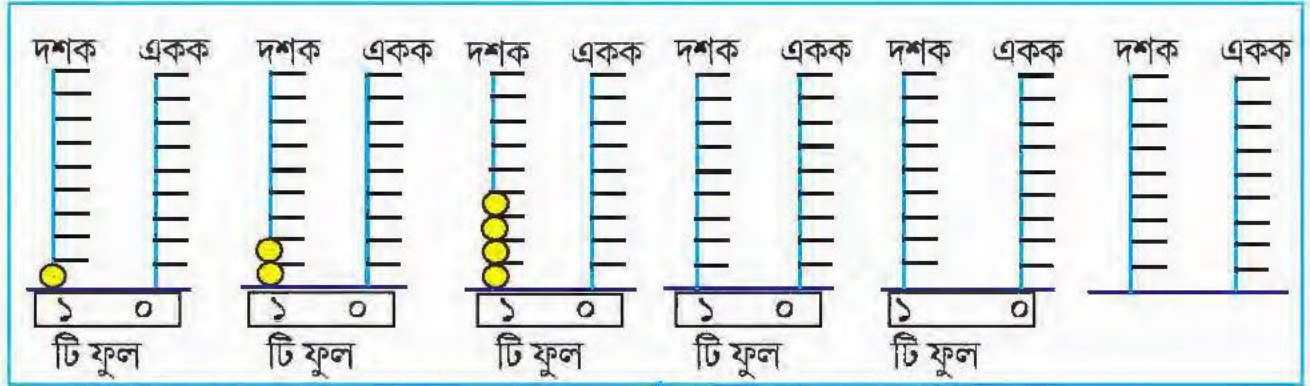 দশক একক দশক একক দশক একক দশক একক দশক একক দশক একক
১ ০ ১ ০ ১ ০ ১ ০ ১ ০
টি ফুল টি ফুল টি ফুল টি ফুল টি ফুল